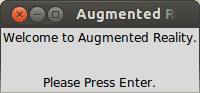 Augmented R
Welcome to Augmented Reality.
Please Press Enter.